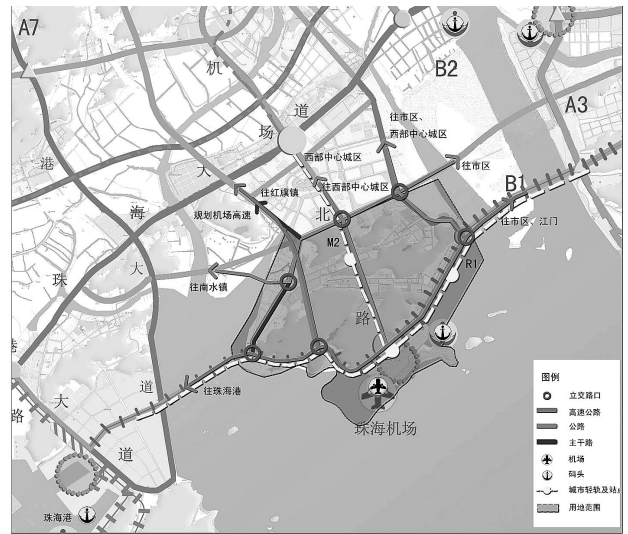 A7
B2
A3
B1
机
场
道
北
路
港
珠
海
大
道
大
往市区、
西部中心城区
西部中心城区
往市区
往红旗镇
往西部中心城区
观划机场高速
往市区、江门
M2
R1
往南水镇
往珠海港
珠海机场
港
路
大
道
珠海港
图例
立交路口
高速公路
公路
主干路
机场
码头
城市轻轨及站点
用地范围